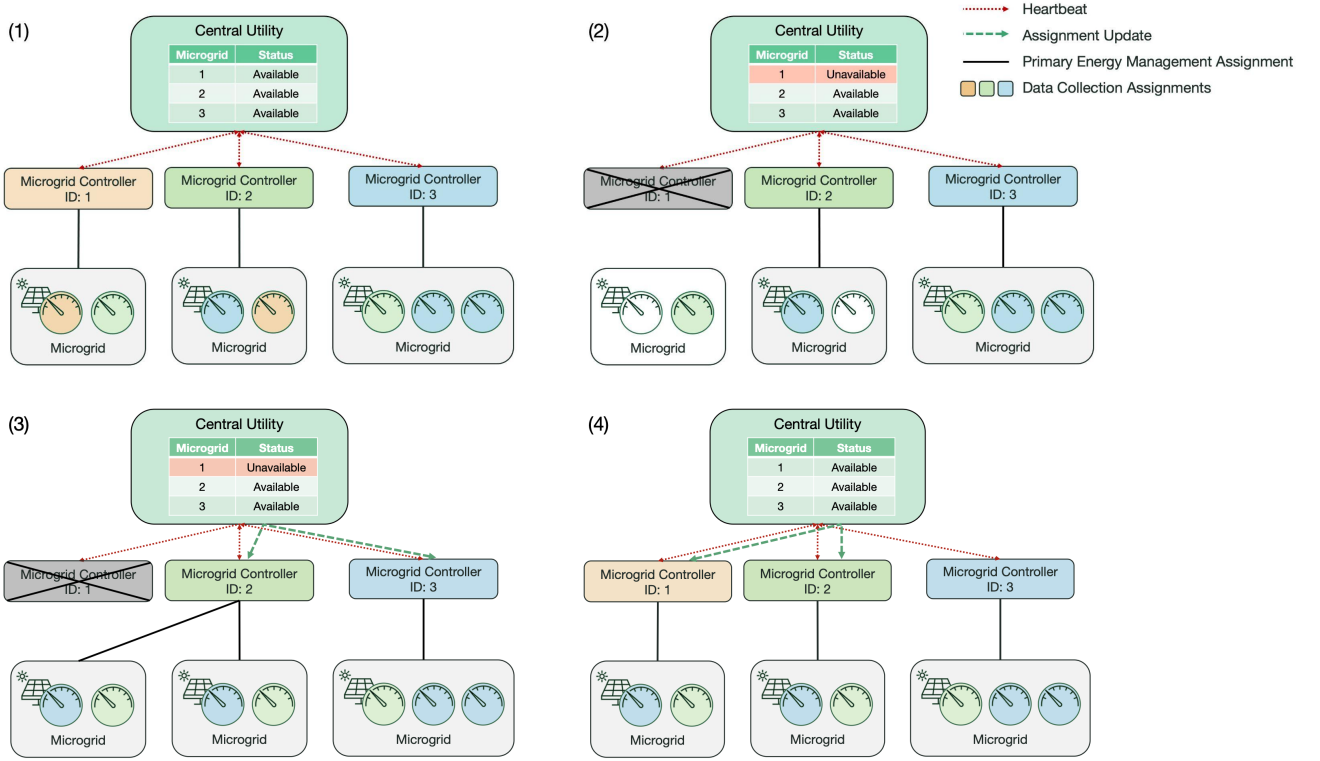 (1)
Central Utility
Microgrid Status
1 Available
2 Available
3 Available
Microgrid Controller
ID: 1
Microgrid Controller
ID: 2
Microgrid Controller
ID: 3
Microgrid
Microgrid
Microgrid
(2)
Central Utility
Microgrid Status
1 Unavailable
2 Available
3 Available
Microgrid Controller
ID: 1
Microgrid Controller
ID: 2
Microgrid Controller
ID: 3
Microgrid
Microgrid
Microgrid
Heartbeat
Assignment Update
Primary Energy Management Assignment
Data Collection Assignments
(3)
Central Utility
Microgrid Status
1 Unavailable
2 Available
3 Available
Microgrid Controller
ID: 1
Microgrid Controller
ID: 2
Microgrid Controller
ID: 3
Microgrid
Microgrid
Microgrid
(4)
Central Utility
Microgrid Status
1 Available
2 Available
3 Available
Microgrid Controller
ID: 1
Microgrid Controller
ID: 2
Microgrid Controller
ID: 3
Microgrid
Microgrid
Microgrid